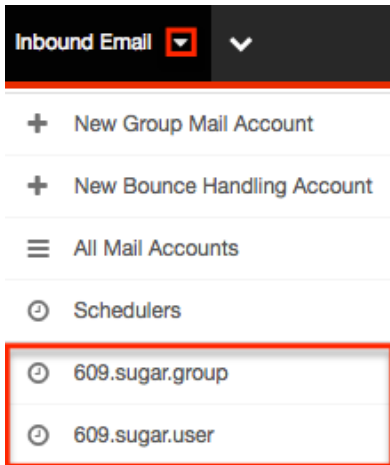 Inbound Email
New Group Mail Account
New Bounce Handling Account
All Mail Accounts
Schedulers
609.sugar.group
609.sugar.user